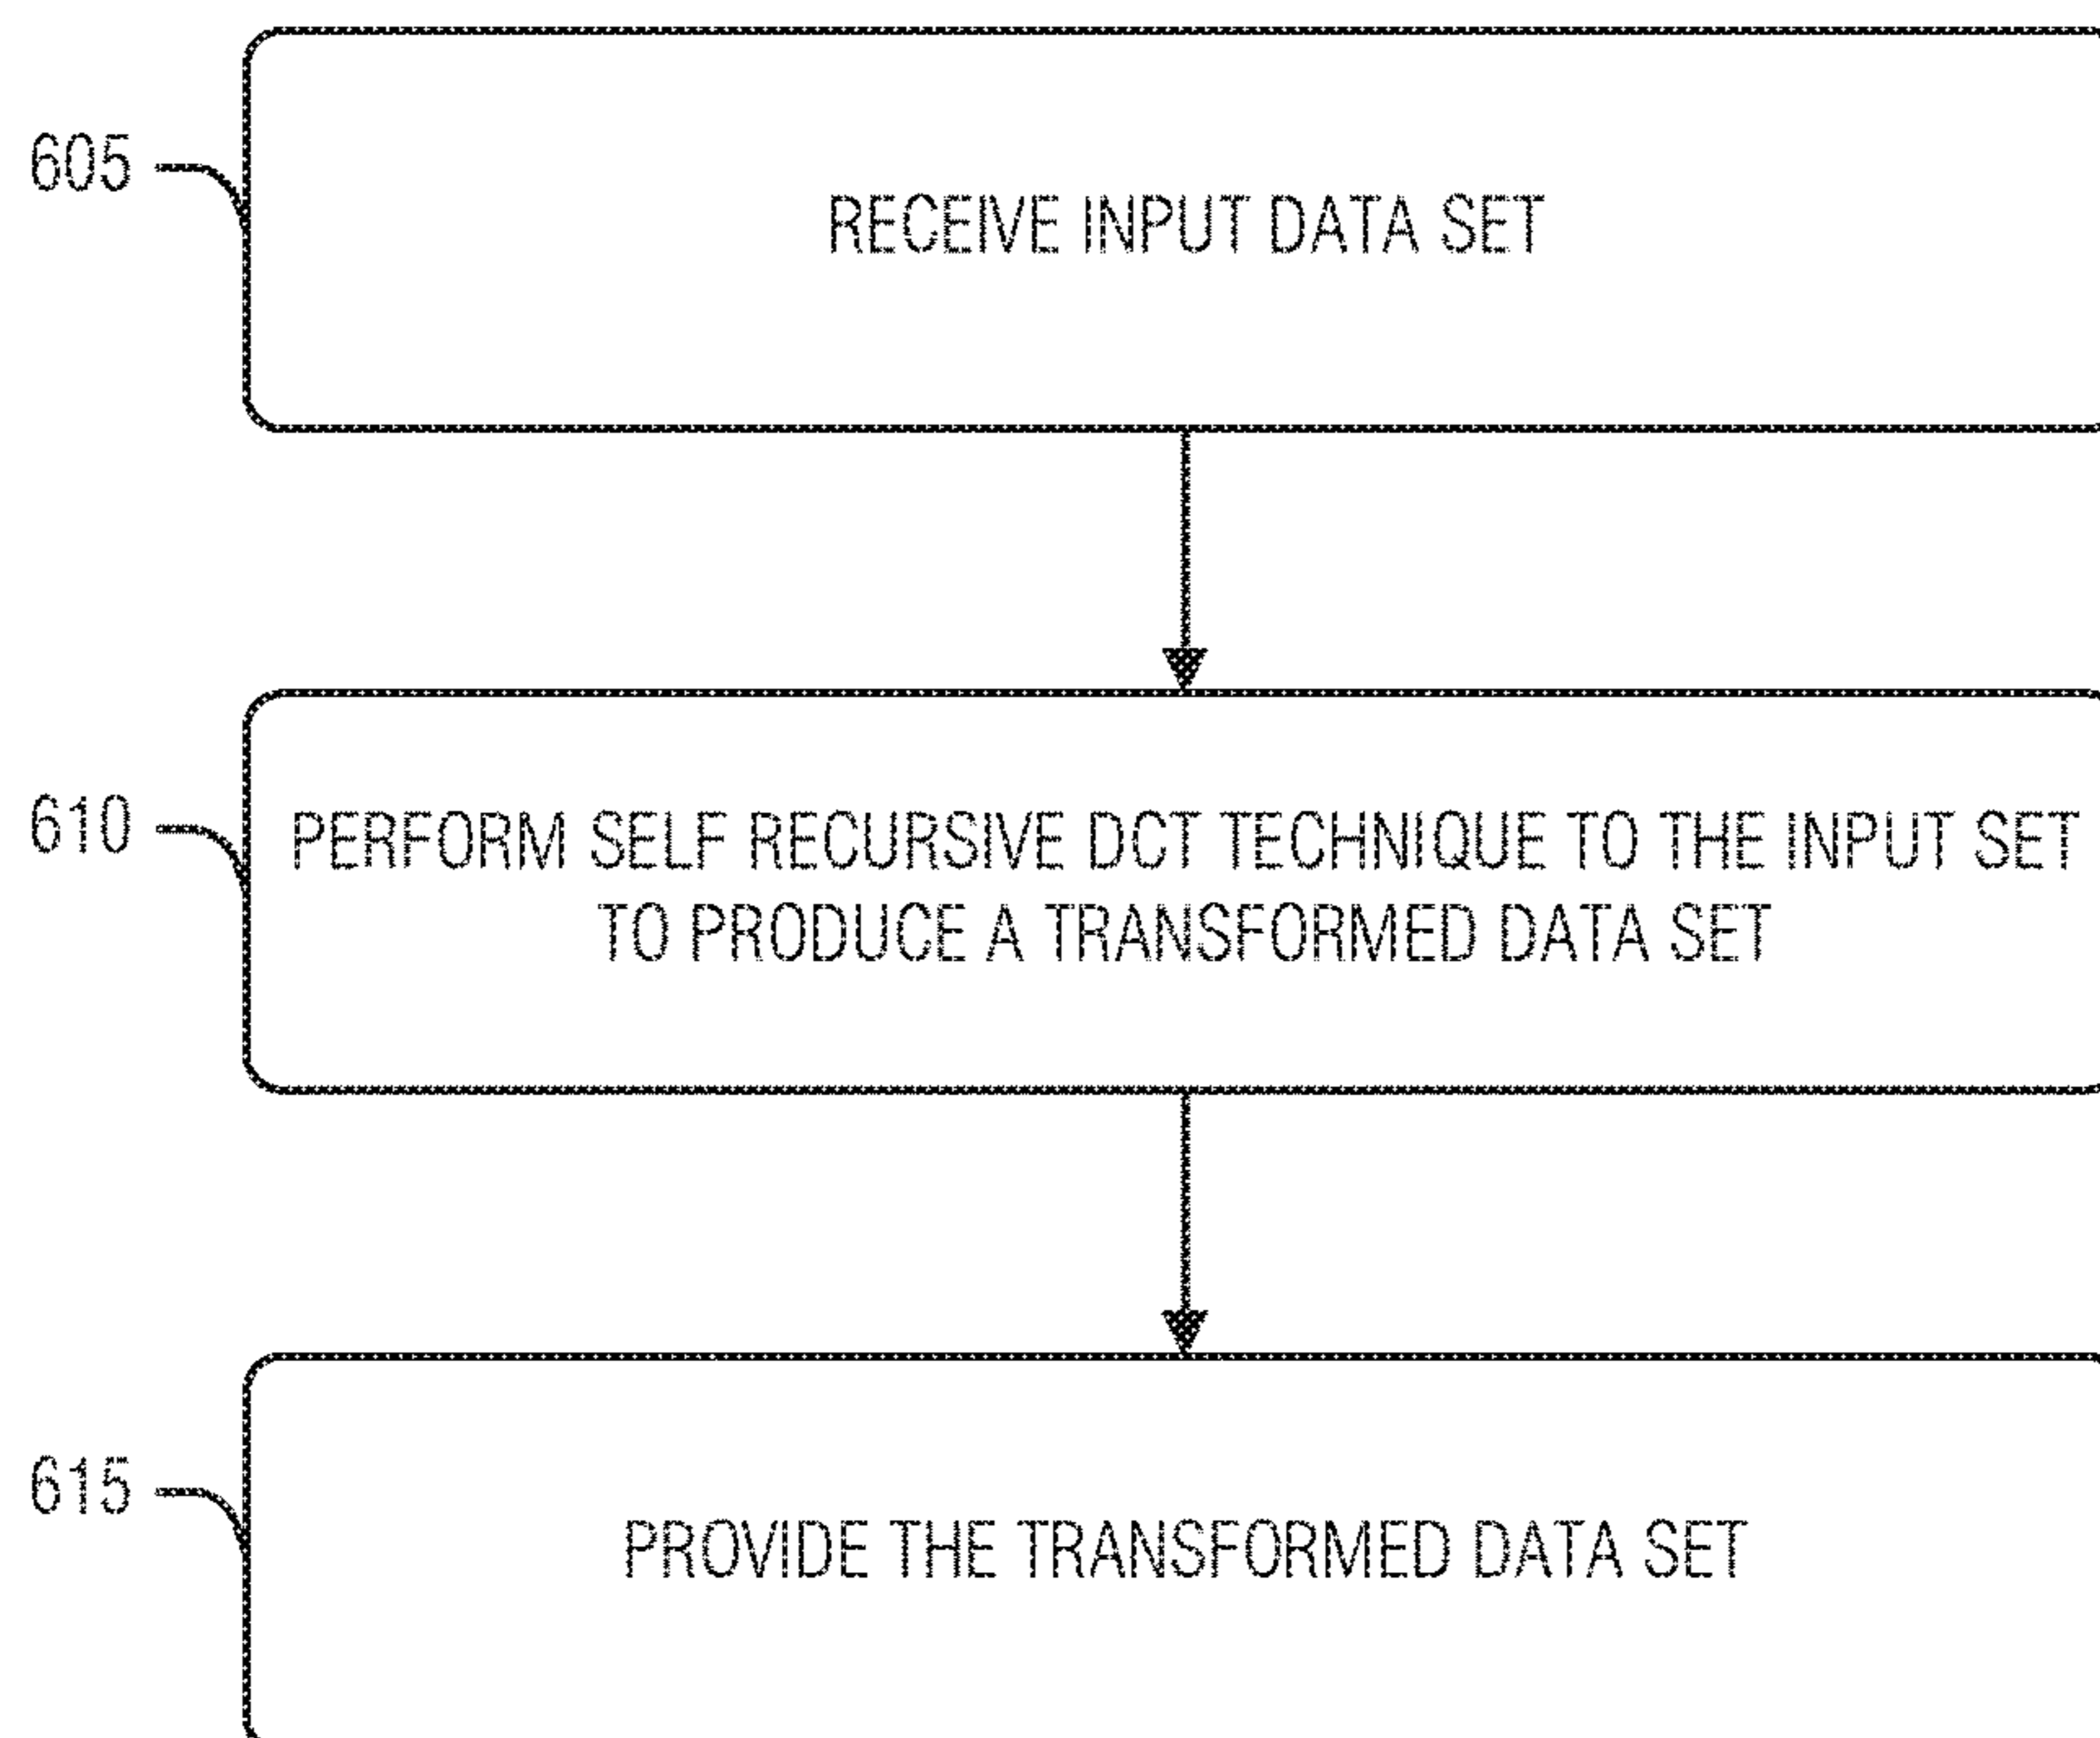 605
RECEIVE INPUT DATA SET
610
PERFORM SELF RECURSIVE DCT TECHNIQUE TO THE INPUT SET
TO PRODUCE A TRANSFORMED DATA SET
615
PROVIDE THE TRANSFORMED DATA SET